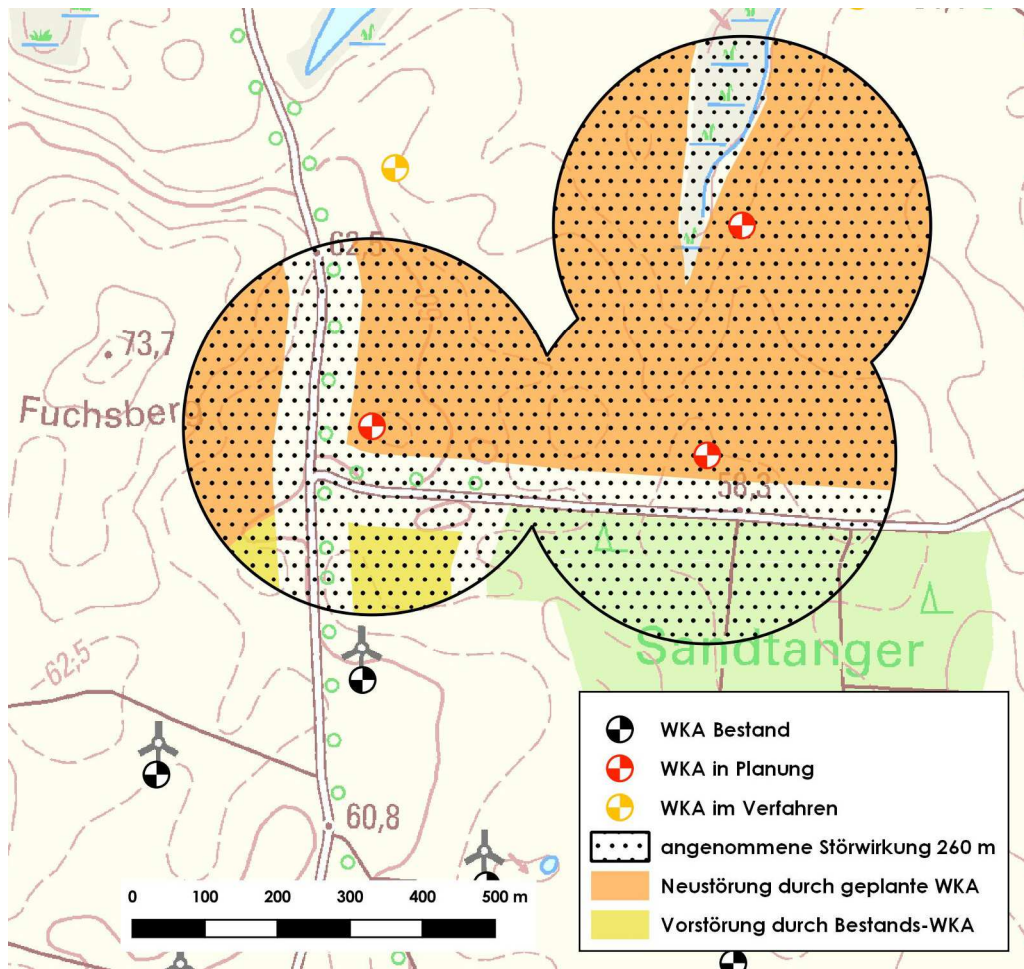 62,5
73,7
Fuchsberg
58,3
Sandtanger
62,5
60,8
WKA Bestand
WKA in Planung
WKA im Verfahren
angenommene Störwirkung 260 m
Neustörung durch geplante WKA
Vorstörung durch Bestands-WKA
0 100 200 300 400 500 m